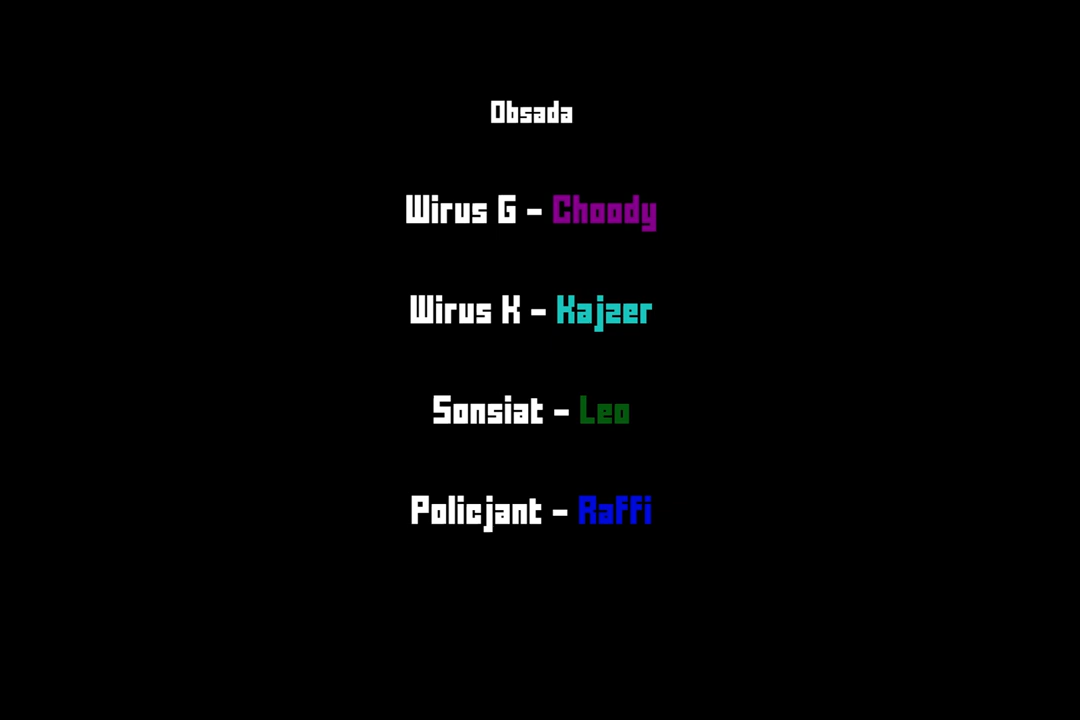 Obsada
Wirus G - Choody
Wirus K - Kajzer
Sonsiat - Leo
Policjant - Raffi